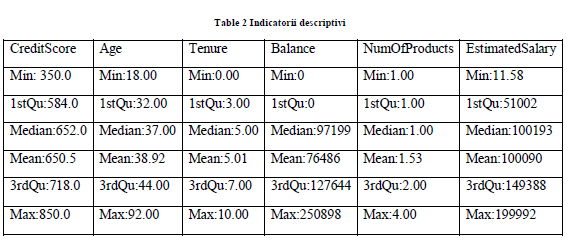 Table 2 Indicatorii descriptivi
CreditScore Age Tenure Balance NumOfProducts EstimatedSalary
Min: 350.0 Min:18.00 Min:0.00 Min:0 Min:1.00 Min:11.58
1stQu:584.0 1stQu:32.00 1stQu:3.00 1stQu:0 1stQu:1.00 1stQu:51002
Median:652.0 Median:37.00 Median:5.00 Median:97199 Median:1.00 Median:100193
Mean:650.5 Mean:38.92 Mean:5.01 Mean:76486 Mean:1.53 Mean:100090
3rdQu:718.0 3rdQu:44.00 3rdQu:7.00 3rdQu:127644 3rdQu:2.00 3rdQu:149388
Max:850.0 Max:92.00 Max:10.00 Max:250898 Max:4.00 Max:199992